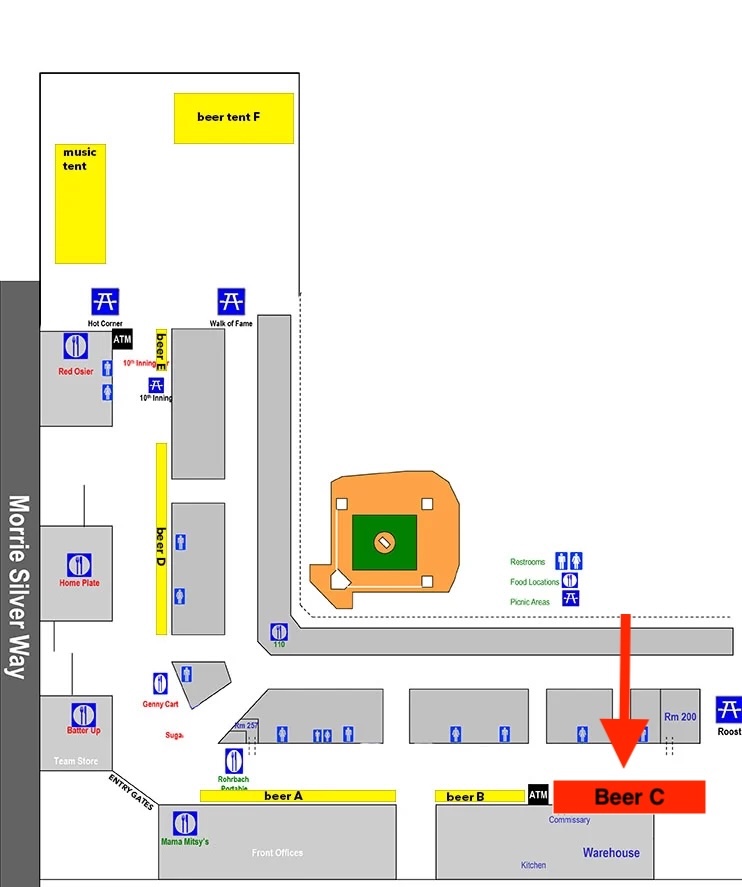 beer tent F
music
tent
Hot Corner
Walk of Fame
ATM
beer E
Red Osier
10th Inning
10th Inning
Morrie Silver Way
beer D
Home Plate
Restrooms
Food Locations
Picnic Areas
110
Genny Cart
Batter Up
Suga
Rm 257
Rm 200
Roost
Team Store
ENTRY GATES
Rohrbach
Portable
beer A
beer B
ATM
Beer C
Mama Mitsy's
Front Offices
Commissary
Warehouse
Kitchen